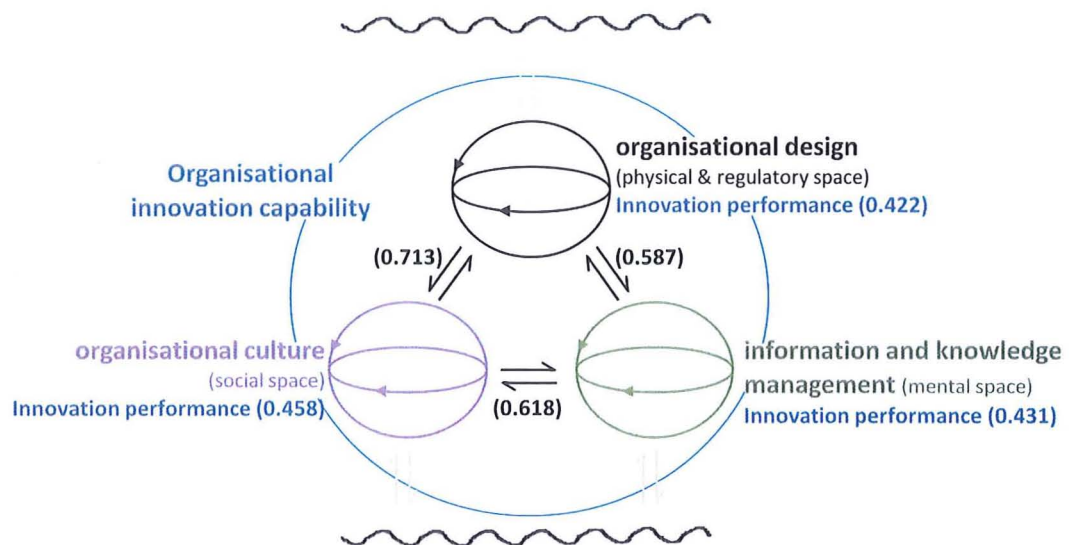 organisational design
(physical & regulatory space)
Innovation performance (0.422)
Organisational
innovation capability
(0.713)
(0.587)
organisational culture
(social space)
Innovation performance (0.458)
(0.618)
information and knowledge
management (mental space)
Innovation performance (0.431)